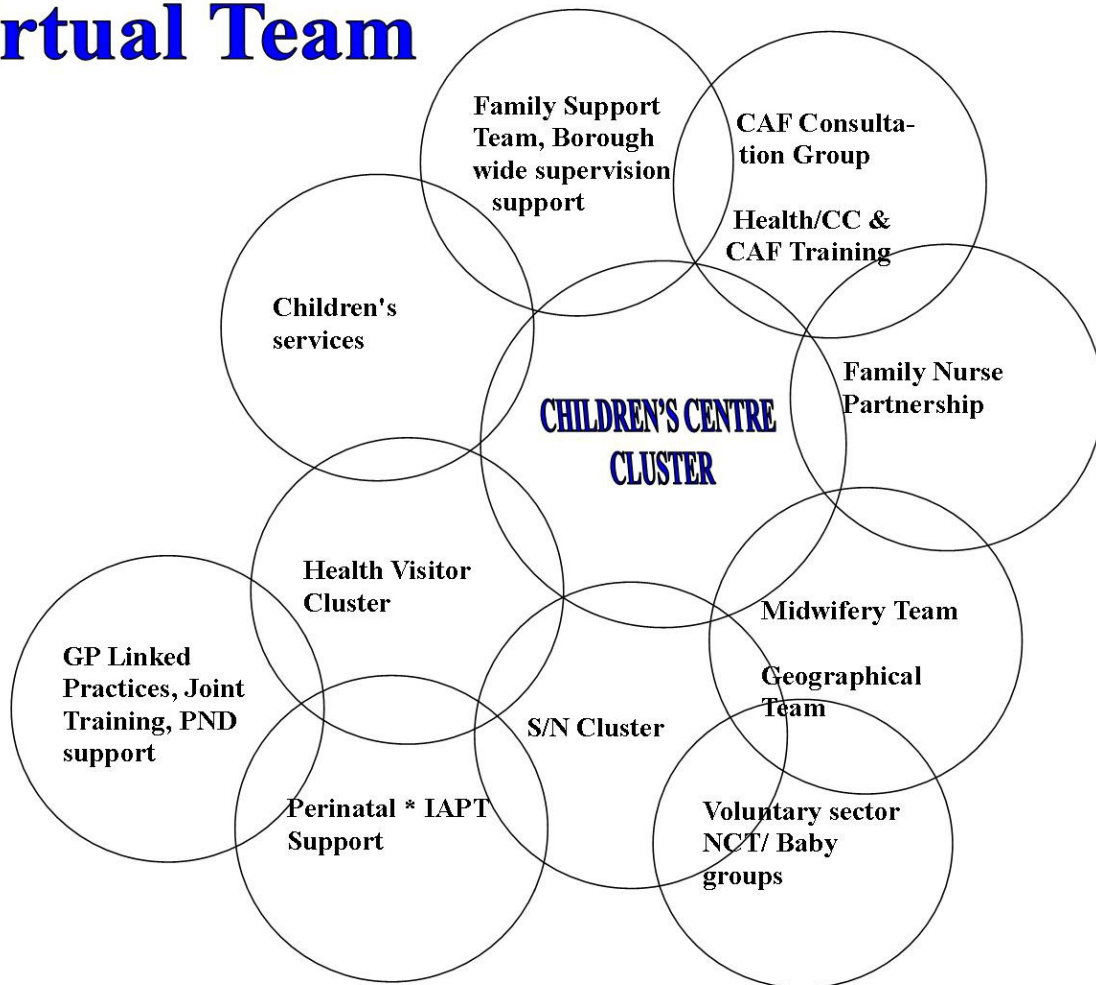 rtual Team
Family Support
Team, Borough
wide supervision
support
CAF Consulta-
tion Group
Health/CC &
CAF Training
Children's
services
Family Nurse
Partnership
CHILDREN'S CENTRE
CLUSTER
Health Visitor
Cluster
Midwifery Team
Geographical
Team
GP Linked
Practices, Joint
Training, PND
support
S/N Cluster
Perinatal * IAPT
Support
Voluntary sector
NCT/ Baby
groups